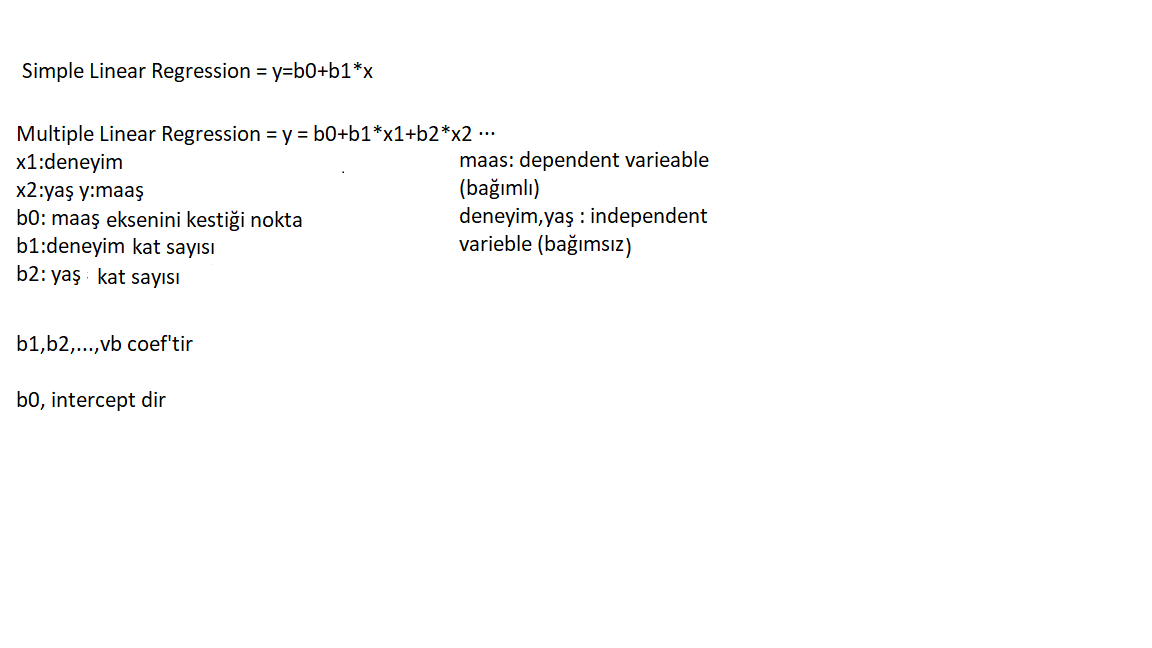 Simple Linear Regression = y=b0+b1*x
Multiple Linear Regression = y = b0+b1*x1+b2*x2 ...
x1:deneyim
x2:yaş y:maaş
b0: maaş eksenini kestiği nokta
b1:deneyim kat sayısı
b2: yaş kat sayısı
maas: dependent varieable
(bağımlı)
deneyim,yaş : independent
varieble (bağımsız)
b1,b2,...,vb coef'tir
b0, intercept dir